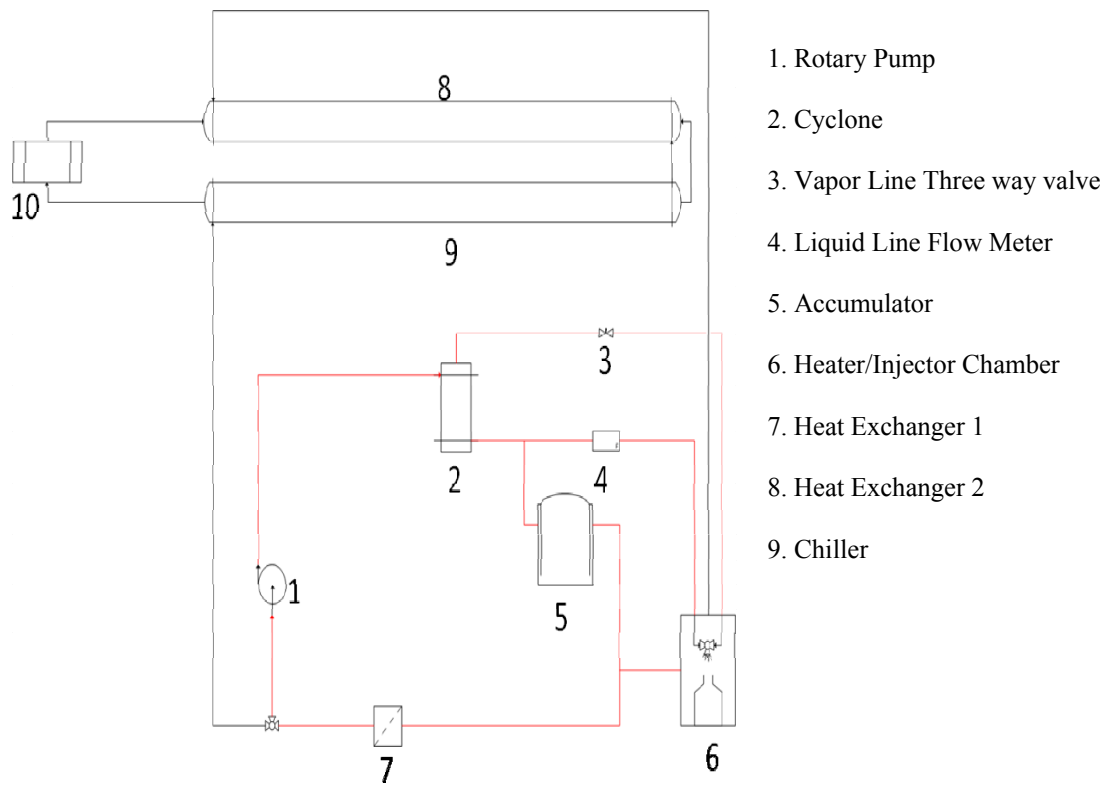 8
1. Rotary Pump
2. Cyclone
10
3. Vapor Line Three way valve
9
4. Liquid Line Flow Meter
5. Accumulator
3
6. Heater/Injector Chamber
7. Heat Exchanger 1
2
4
8. Heat Exchanger 2
9. Chiller
1
5
7
6